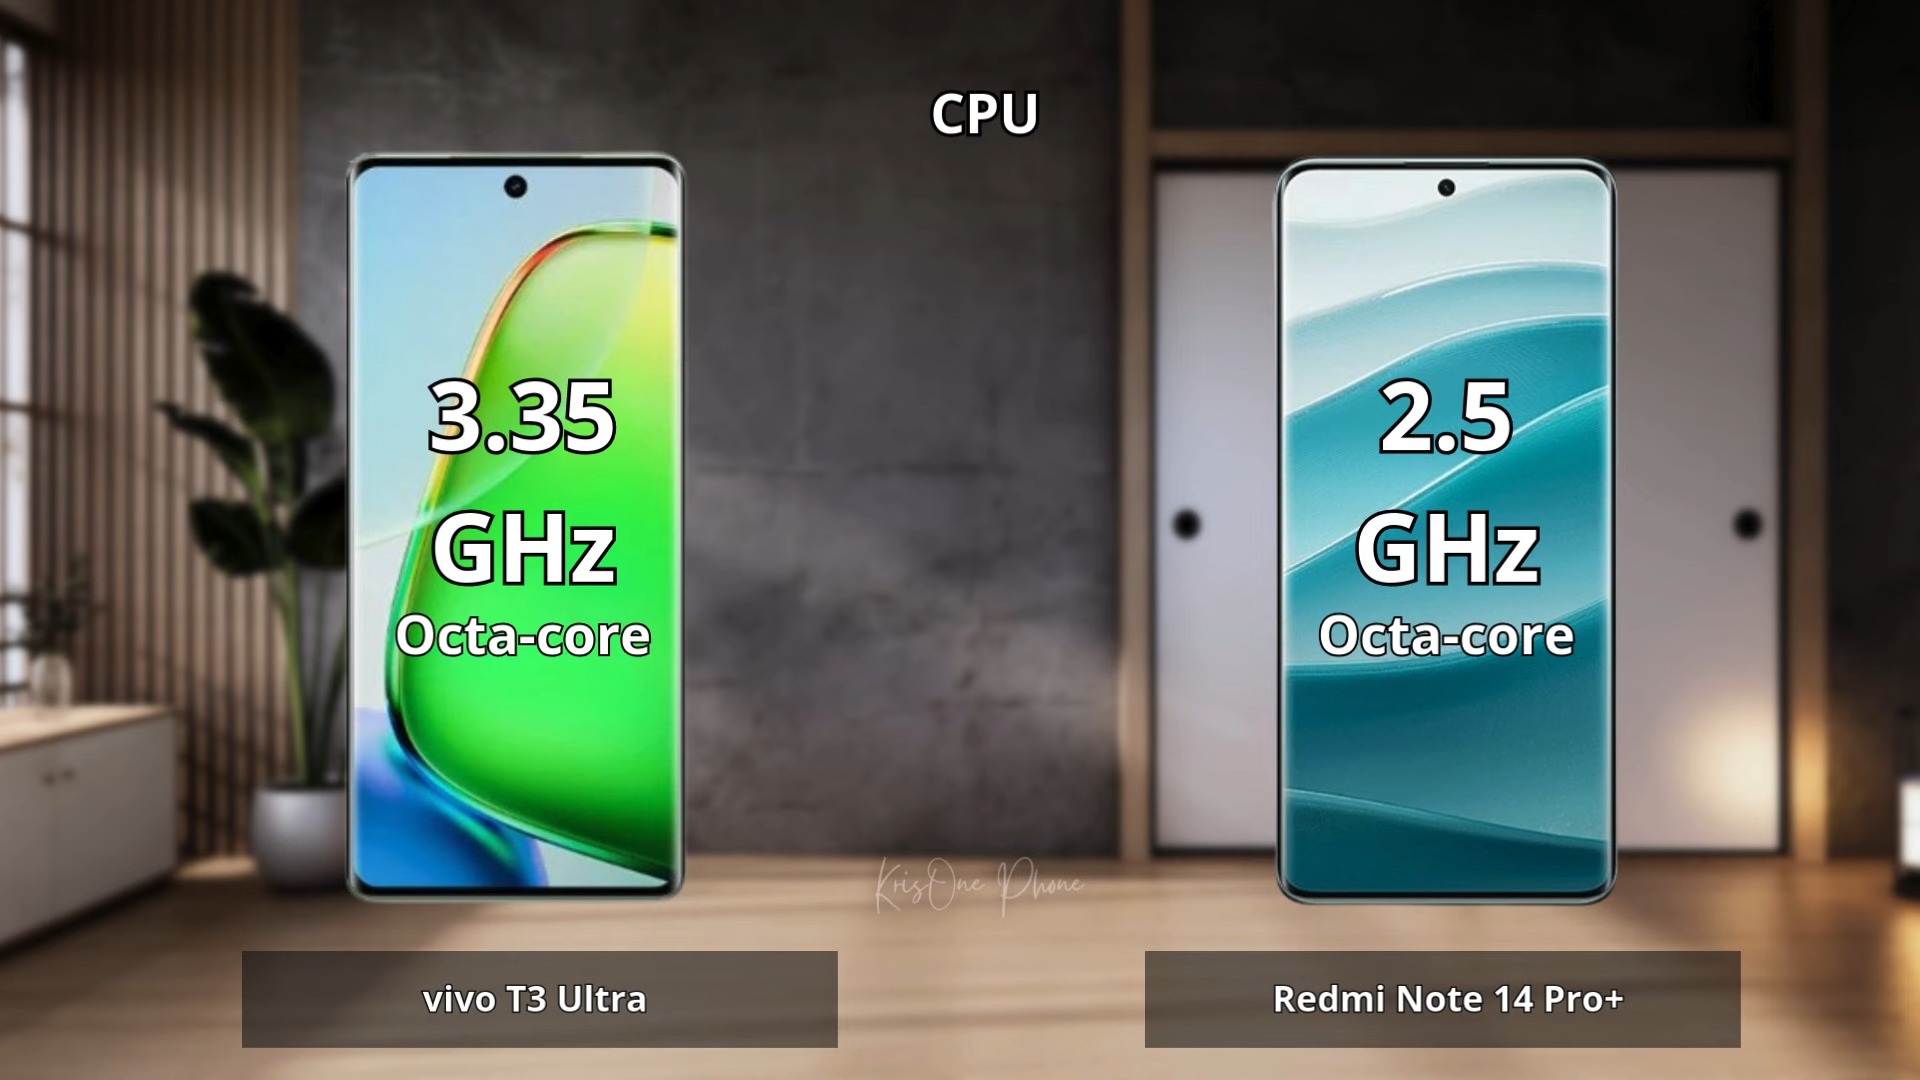 CPU
3.35
GHz
Octa-core
2.5
GHz
Octa-core
KrisOne Phone
vivo T3 Ultra
Redmi Note 14 Pro+